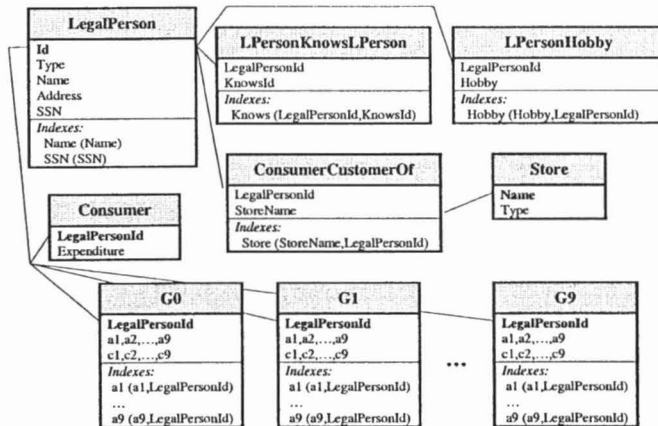 LegalPerson
Id
Type
Name
Address
SSN
Indexes:
Name (Name)
SSN (SSN)
LPersonKnowsLPerson
LegalPersonId
KnowsId
Indexes:
Knows (LegalPersonId,KnowsId)
LPersonHobby
LegalPersonId
Hobby
Indexes:
Hobby (Hobby,LegalPersonId)
ConsumerCustomerOf
LegalPersonId
StoreName
Indexes:
Store (StoreName,LegalPersonId)
Store
Name
Type
Consumer
LegalPersonId
Expenditure
G0
LegalPersonId
a1,a2,...,a9
c1,c2,...,c9
Indexes:
a1 (a1,LegalPersonId)
...
a9 (a9,LegalPersonId)
G1
LegalPersonId
a1,a2,...,a9
c1,c2,...,c9
Indexes:
a1 (a1,LegalPersonId)
...
a9 (a9,LegalPersonId)
...
G9
LegalPersonId
a1,a2,...,a9
c1,c2,...,c9
Indexes:
a1 (a1,LegalPersonId)
...
a9 (a9,LegalPersonId)